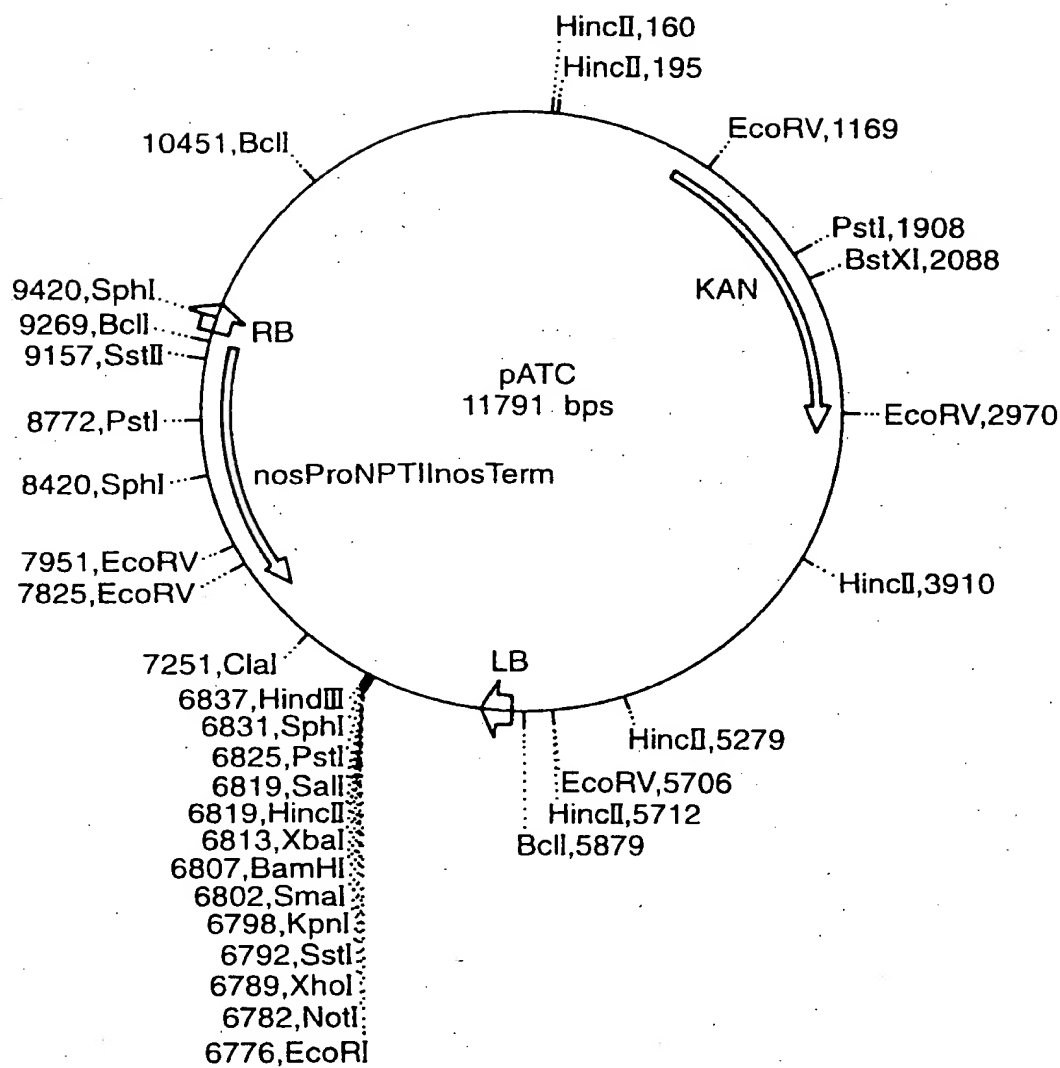 HincⅡ,160
HincⅡ,195
EcoRV,1169
10451,BclI
PstI,1908
BstXI,2088
KAN
9420,SphI
9269,BclI
RB
9157,SstⅡ
pATC
11791 bps
8772,PstI
EcoRV,2970
nosProNPTIInosTerm
8420,SphI
7951,EcoRV
7825,EcoRV
HincⅡ,3910
7251,ClaI
LB
6837,HindⅢ
6831,SphI
6825,PstI
6819,SalI
6819,HincⅡ
6813,XbaI
6807,BamHI
6802,SmaI
6798,KpnI
6792,SstI
6789,XhoI
6782,NotI
6776,EcoRI
HincⅡ,5279
EcoRV,5706
HincⅡ,5712
BclI,5879